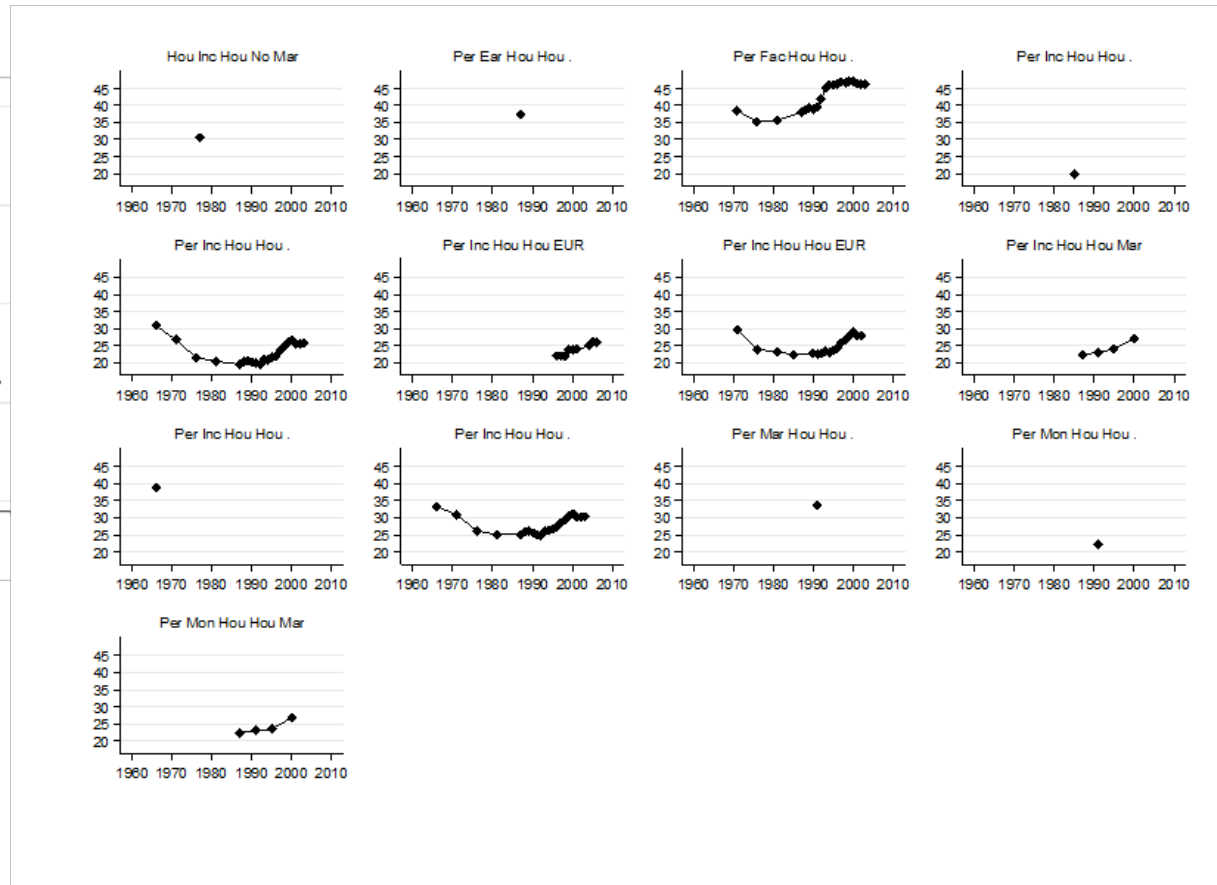 Hou Inc Hou No Mar Per Ear Hou Hou . Per Fac Hou Hou . Per Inc Hou Hou .
45 45 45 45
40 40 40 40
35 35 35 35
30 30 30 30
25 25 25 25
20 20 20 20
1960 1970 1980 1990 2000 2010 1960 1970 1980 1990 2000 2010 1960 1970 1980 1990 2000 2010 1960 1970 1980 1990 2000 2010
Per Inc Hou Hou . Per Inc Hou Hou EUR Per Inc Hou Hou EUR Per Inc Hou Hou Mar
45 45 45 45
40 40 40 40
35 35 35 35
30 30 30 30
25 25 25 25
20 20 20 20
1960 1970 1980 1990 2000 2010 1960 1970 1980 1990 2000 2010 1960 1970 1980 1990 2000 2010 1960 1970 1980 1990 2000 2010
Per Inc Hou Hou . Per Inc Hou Hou . Per Mar Hou Hou . Per Mon Hou Hou .
45 45 45 45
40 40 40 40
35 35 35 35
30 30 30 30
25 25 25 25
20 20 20 20
1960 1970 1980 1990 2000 2010 1960 1970 1980 1990 2000 2010 1960 1970 1980 1990 2000 2010 1960 1970 1980 1990 2000 2010
Per Mon Hou Hou Mar
45
40
35
30
25
20
1960 1970 1980 1990 2000 2010